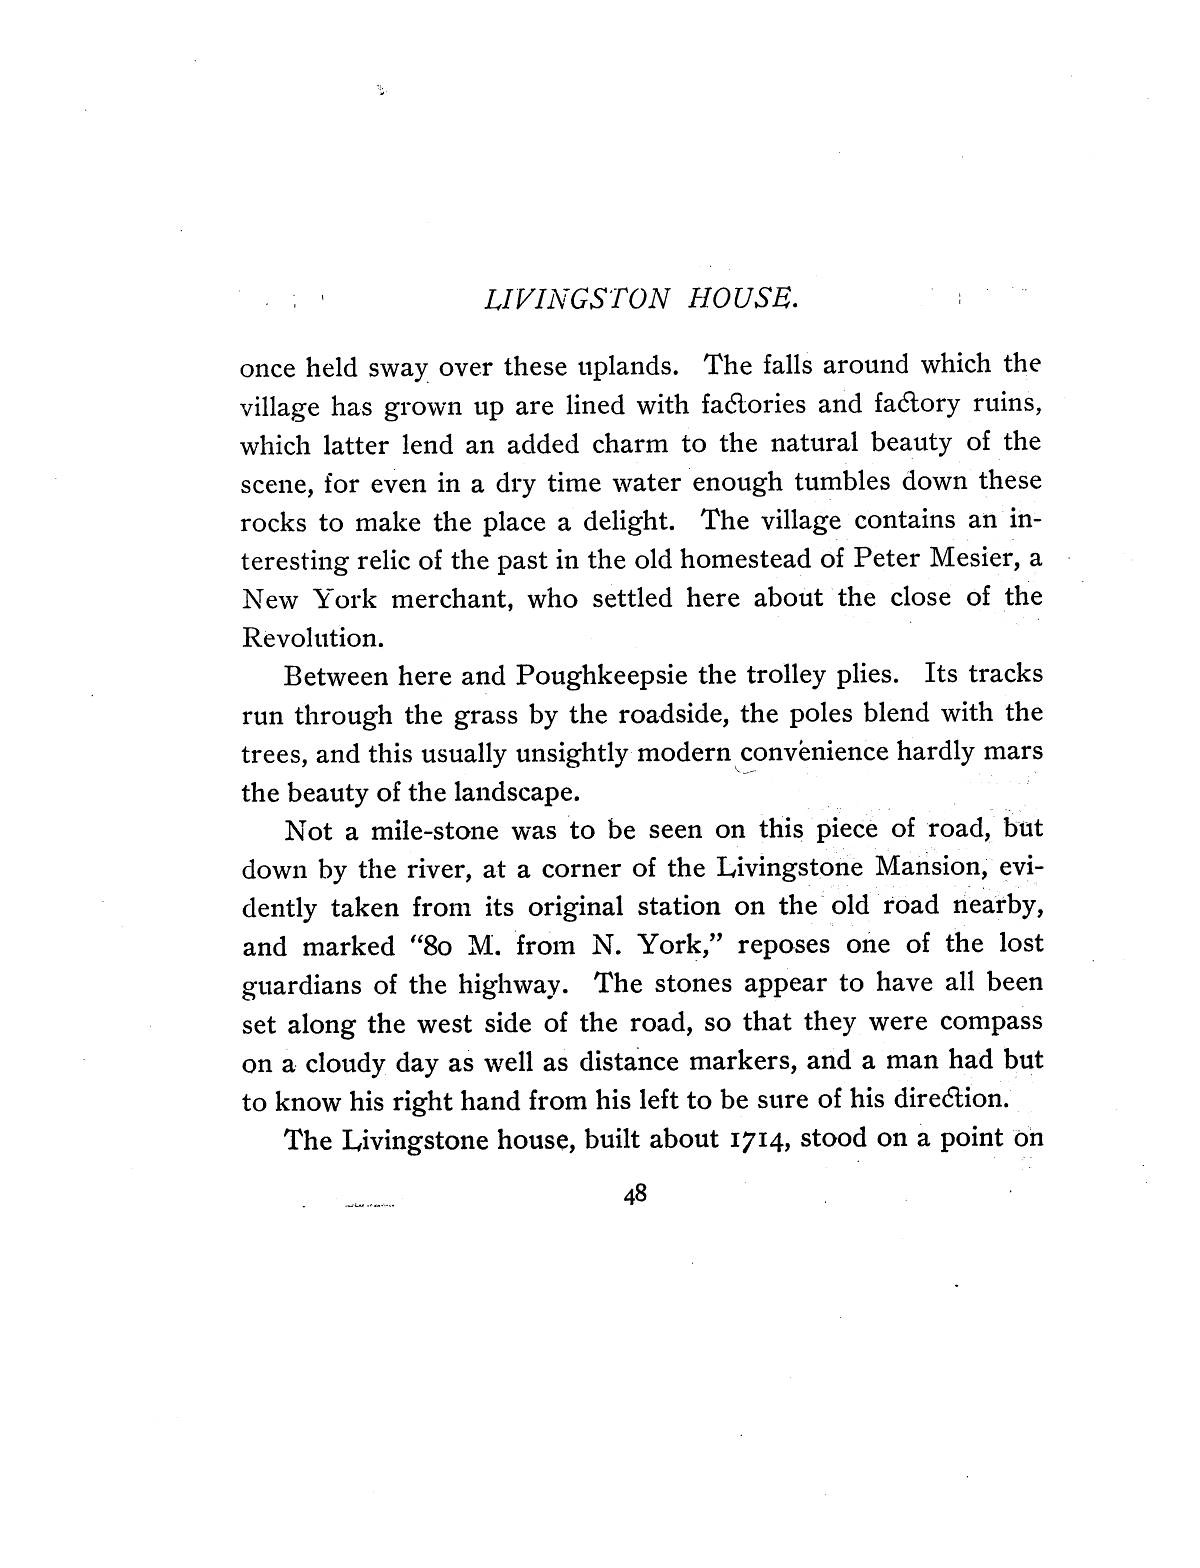 LIVINGSTON HOUSE.
once held sway over these uplands. The falls around which the
village has grown up are lined with factories and factory ruins,
which latter lend an added charm to the natural beauty of the
scene, for even in a dry time water enough tumbles down these
rocks to make the place a delight. The village contains an in-
teresting relic of the past in the old homestead of Peter Mesier, a
New York merchant, who settled here about the close of the
Revolution.
Between here and Poughkeepsie the trolley plies. Its tracks
run through the grass by the roadside, the poles blend with the
trees, and this usually unsightly modern convenience hardly mars
the beauty of the landscape.
Not a mile-stone was to be seen on this piece of road, but
down by the river, at a corner of the Livingstone Mansion, evi-
dently taken from its original station on the old road nearby,
and marked “80 M. from N. York,” reposes one of the lost
guardians of the highway. The stones appear to have all been
set along the west side of the road, so that they were compass
on a cloudy day as well as distance markers, and a man had but
to know his right hand from his left to be sure of his direction.
The Livingstone house, built about 1714, stood on a point on
48